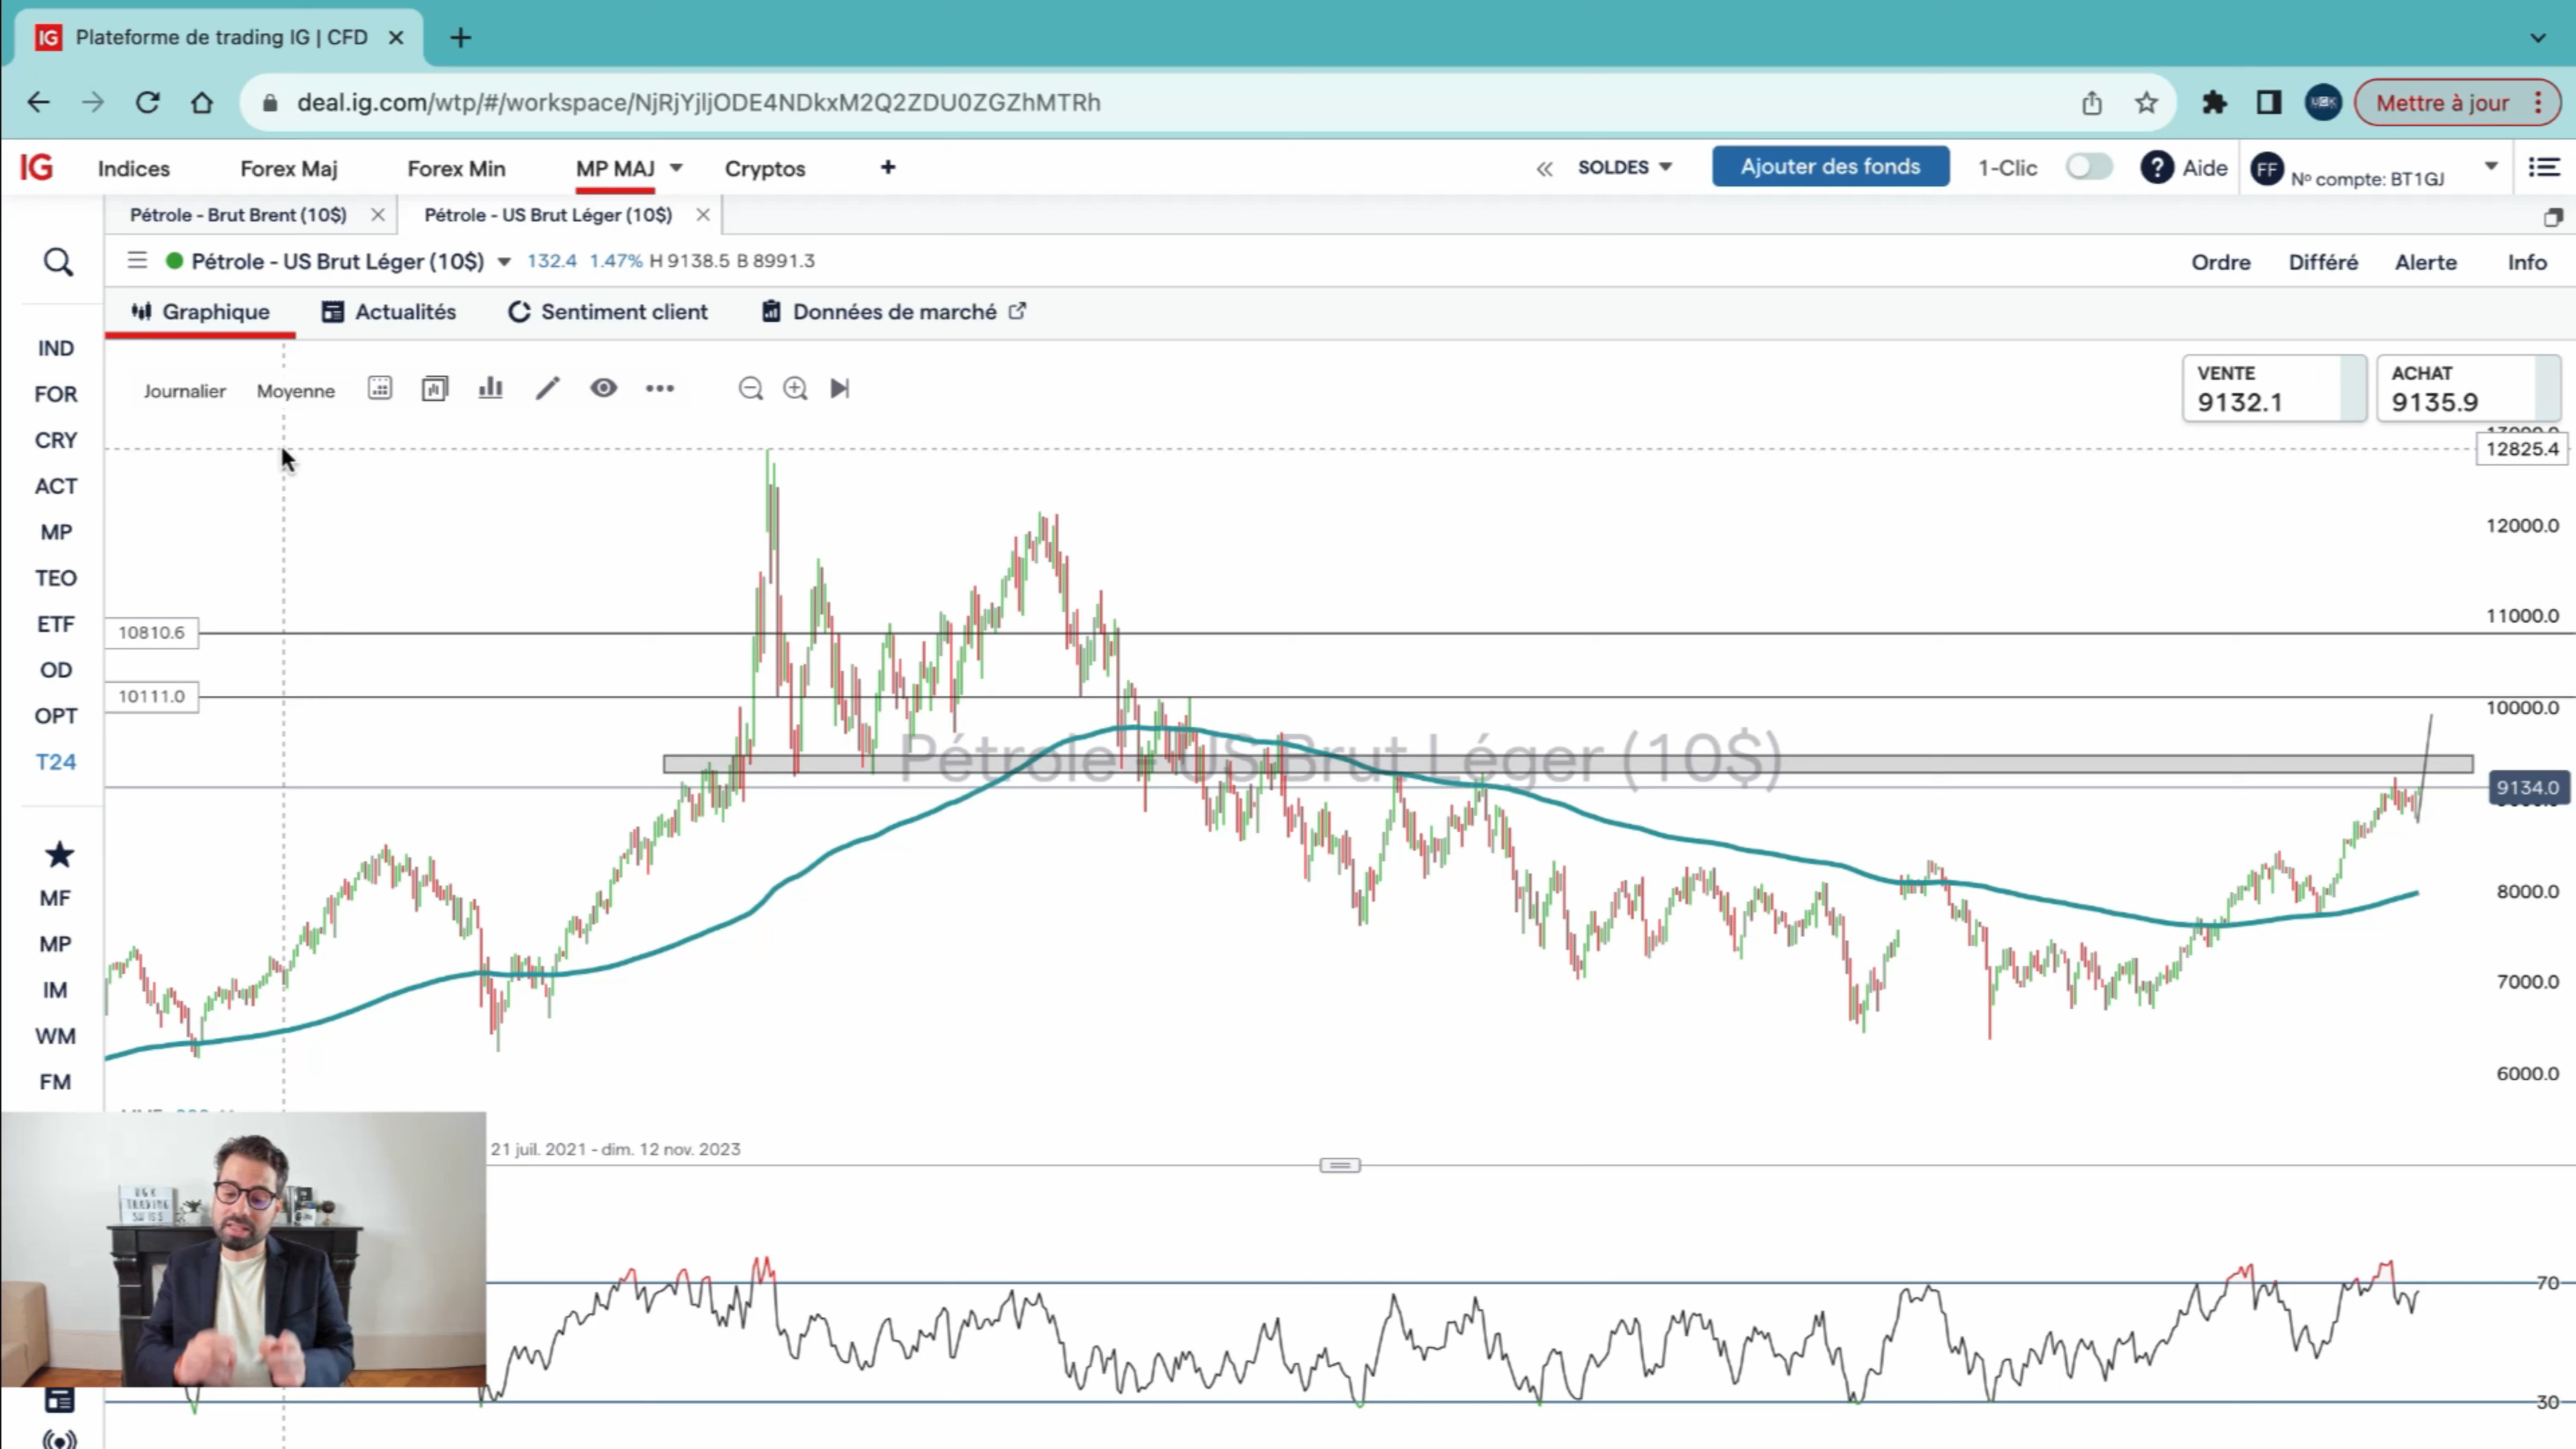 IG Plateforme de trading IG | CFD
deal.ig.com/wtp/#/workspace/NjRjYjljODE4NDkxM2Q2ZDU0ZGZhMTRh
Mettre à jour
IG Indices Forex Maj Forex Min MP MAJ Cryptos + SOLDES Ajouter des fonds 1-Clic ? Aide FF Nº compte: BT1GJ
Pétrole - Brut Brent (10$) Pétrole - US Brut Léger (10$)
Pétrole - US Brut Léger (10$) 132.4 1.47% H 9138.5 B 8991.3 Ordre Différé Alerte Info
Graphique Actualités Sentiment client Données de marché
IND
FOR
CRY
ACT
MP
TEO
ETF
OD
OPT
T24
MF
MP
IM
WM
FM
Journalier Moyenne
VENTE
9132.1
ACHAT
9135.9
12825.4
12000.0
11000.0
10810.6
10111.0
10000.0
Pétrole - US Brut Léger (10$)
9134.0
8000.0
7000.0
6000.0
21 juil. 2021 - dim. 12 nov. 2023
U&K
TRADING
SWISS
70
30